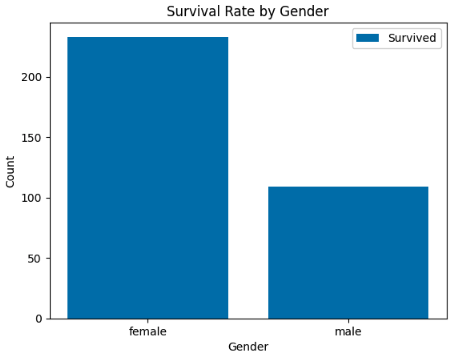 Survival Rate by Gender
Survived
200
150
100
50
0
Count
female male
Gender